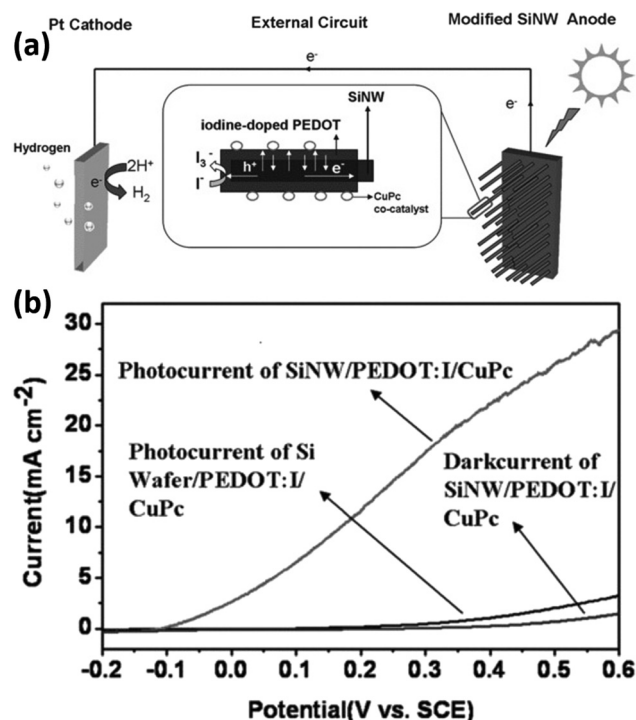 Pt Cathode External Circuit Modified SiNW Anode
(a)
e-
SiNW
iodine-doped PEDOT
e-
Hydrogen
I3-
I-
h+
e-
2H+
e-
H2
CuPc
co-catalyst
(b)
30
25
20
15
10
5
0
Current(mA cm-2)
Photocurrent of SiNW/PEDOT:I/CuPc
Photocurrent of Si
Wafer/PEDOT:I/
CuPc
Darkcurrent of
SiNW/PEDOT:I/
CuPc
-0.2 -0.1 0.0 0.1 0.2 0.3 0.4 0.5 0.6
Potential(V vs. SCE)